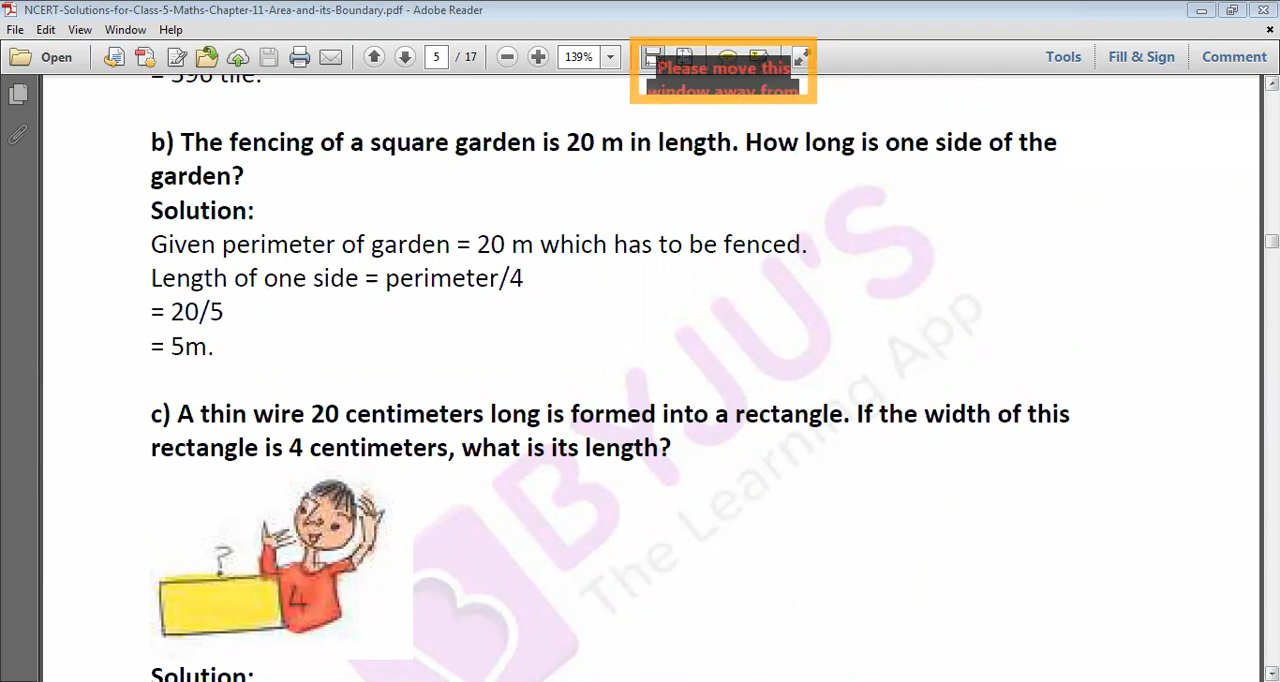 NCERT-Solutions-for-Class-5-Maths-Chapter-11-Area-and-its-Boundary.pdf - Adobe Reader
File Edit View Window Help
Open 5 / 17 139% Tools Fill & Sign Comment
Please move this
window away from
= 396 tile.
b) The fencing of a square garden is 20 m in length. How long is one side of the
garden?
Solution:
Given perimeter of garden = 20 m which has to be fenced.
Length of one side = perimeter/4
= 20/5
= 5m.
c) A thin wire 20 centimeters long is formed into a rectangle. If the width of this
rectangle is 4 centimeters, what is its length?
?
4
Solution:
BYJU'S
The Learning App